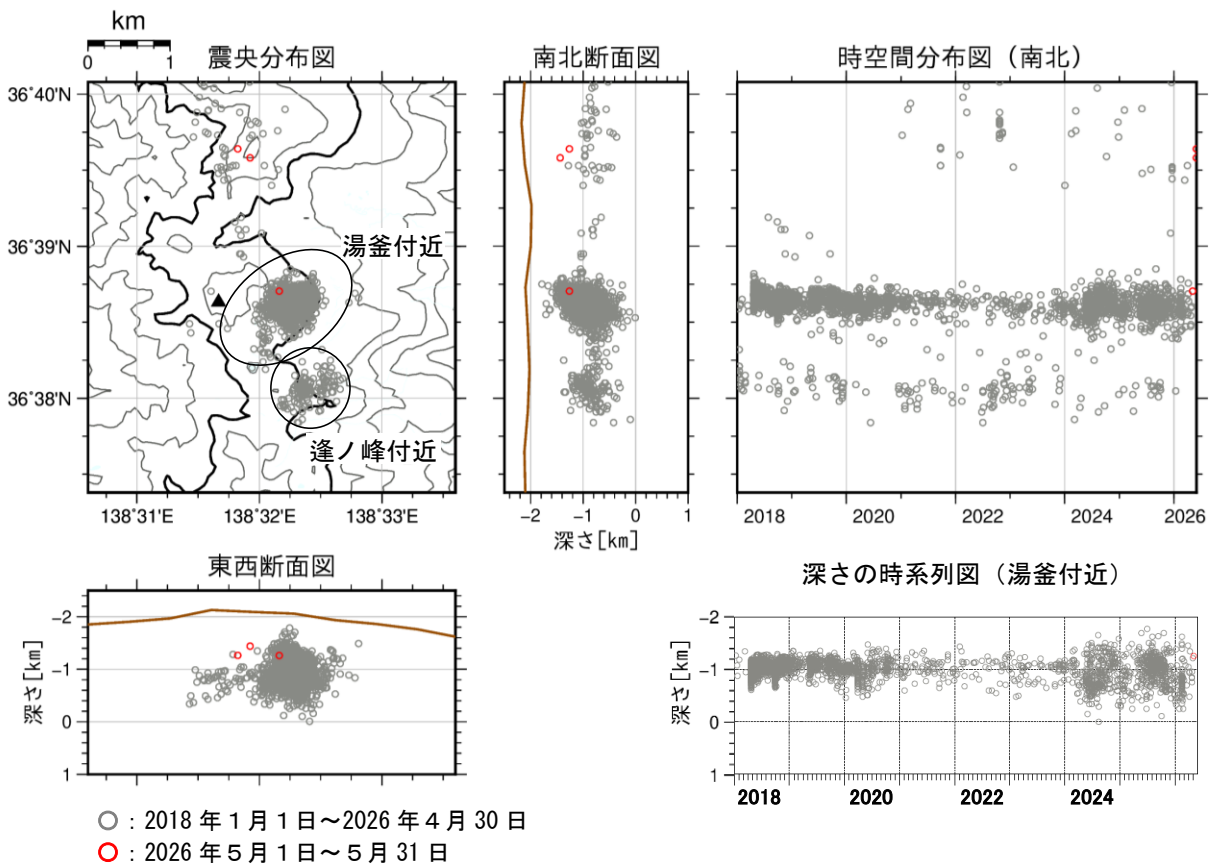 km
0 1
震央分布図
南北断面図
時空間分布図（南北）
36°40'N
36°39'N
36°38'N
湯釜付近
逢ノ峰付近
138°31'E 138°32'E 138°33'E
-2 -1 0 1
深さ[km]
2018 2020 2022 2024 2026
東西断面図
深さ[km]
-2
-1
0
1
深さの時系列図（湯釜付近）
深さ[km]
-2
-1
0
1
2018 2020 2022 2024
：2018 年 1 月 1 日～2026 年 4 月 30 日
：2026 年 5 月 1 日～ 5 月 31 日